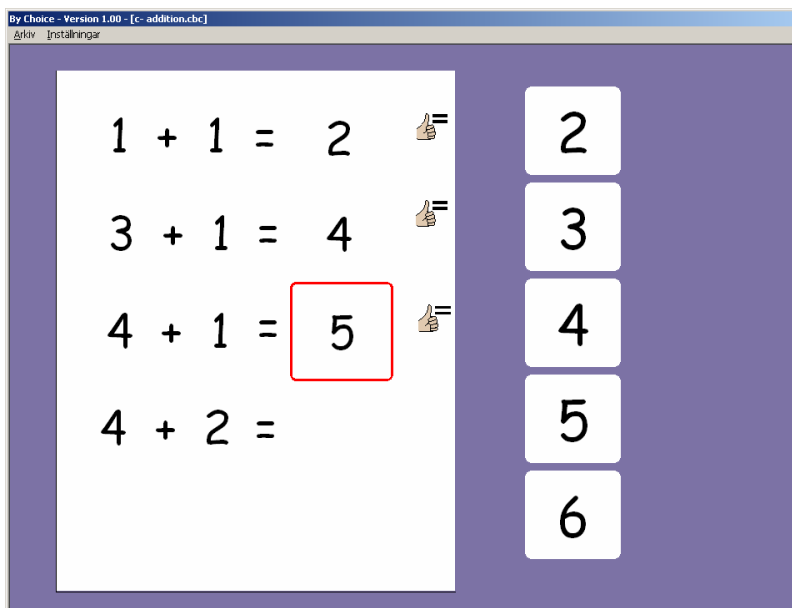 By Choice - Version 1.00 - [c- addition.cbc]
Arkiv Inställningar
1 + 1 = 2 =
3 + 1 = 4 =
4 + 1 = 5 =
4 + 2 =
2
3
4
5
6